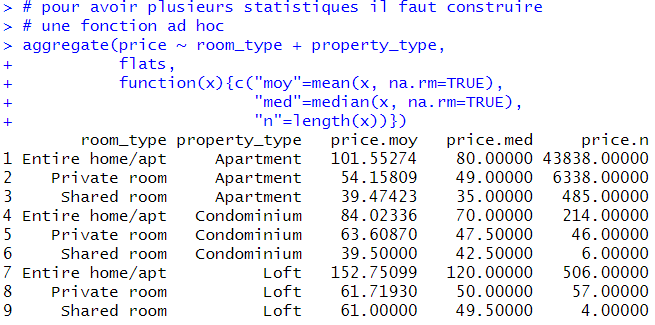 > # pour avoir plusieurs statistiques il faut construire
> # une fonction ad hoc
> aggregate(price ~ room_type + property_type,
+           flats,
+           function(x){c("moy"=mean(x, na.rm=TRUE),
+                         "med"=median(x, na.rm=TRUE),
+                         "n"=length(x))})
        room_type property_type   price.moy   price.med     price.n
1 Entire home/apt     Apartment   101.55274    80.00000 43838.00000
2    Private room     Apartment    54.15809    49.00000  6338.00000
3     Shared room     Apartment    39.47423    35.00000   485.00000
4 Entire home/apt   Condominium    84.02336    70.00000   214.00000
5    Private room   Condominium    63.60870    47.50000    46.00000
6     Shared room   Condominium    39.50000    42.50000     6.00000
7 Entire home/apt          Loft   152.75099   120.00000   506.00000
8    Private room          Loft    61.71930    50.00000    57.00000
9     Shared room          Loft    61.00000    49.50000     4.00000